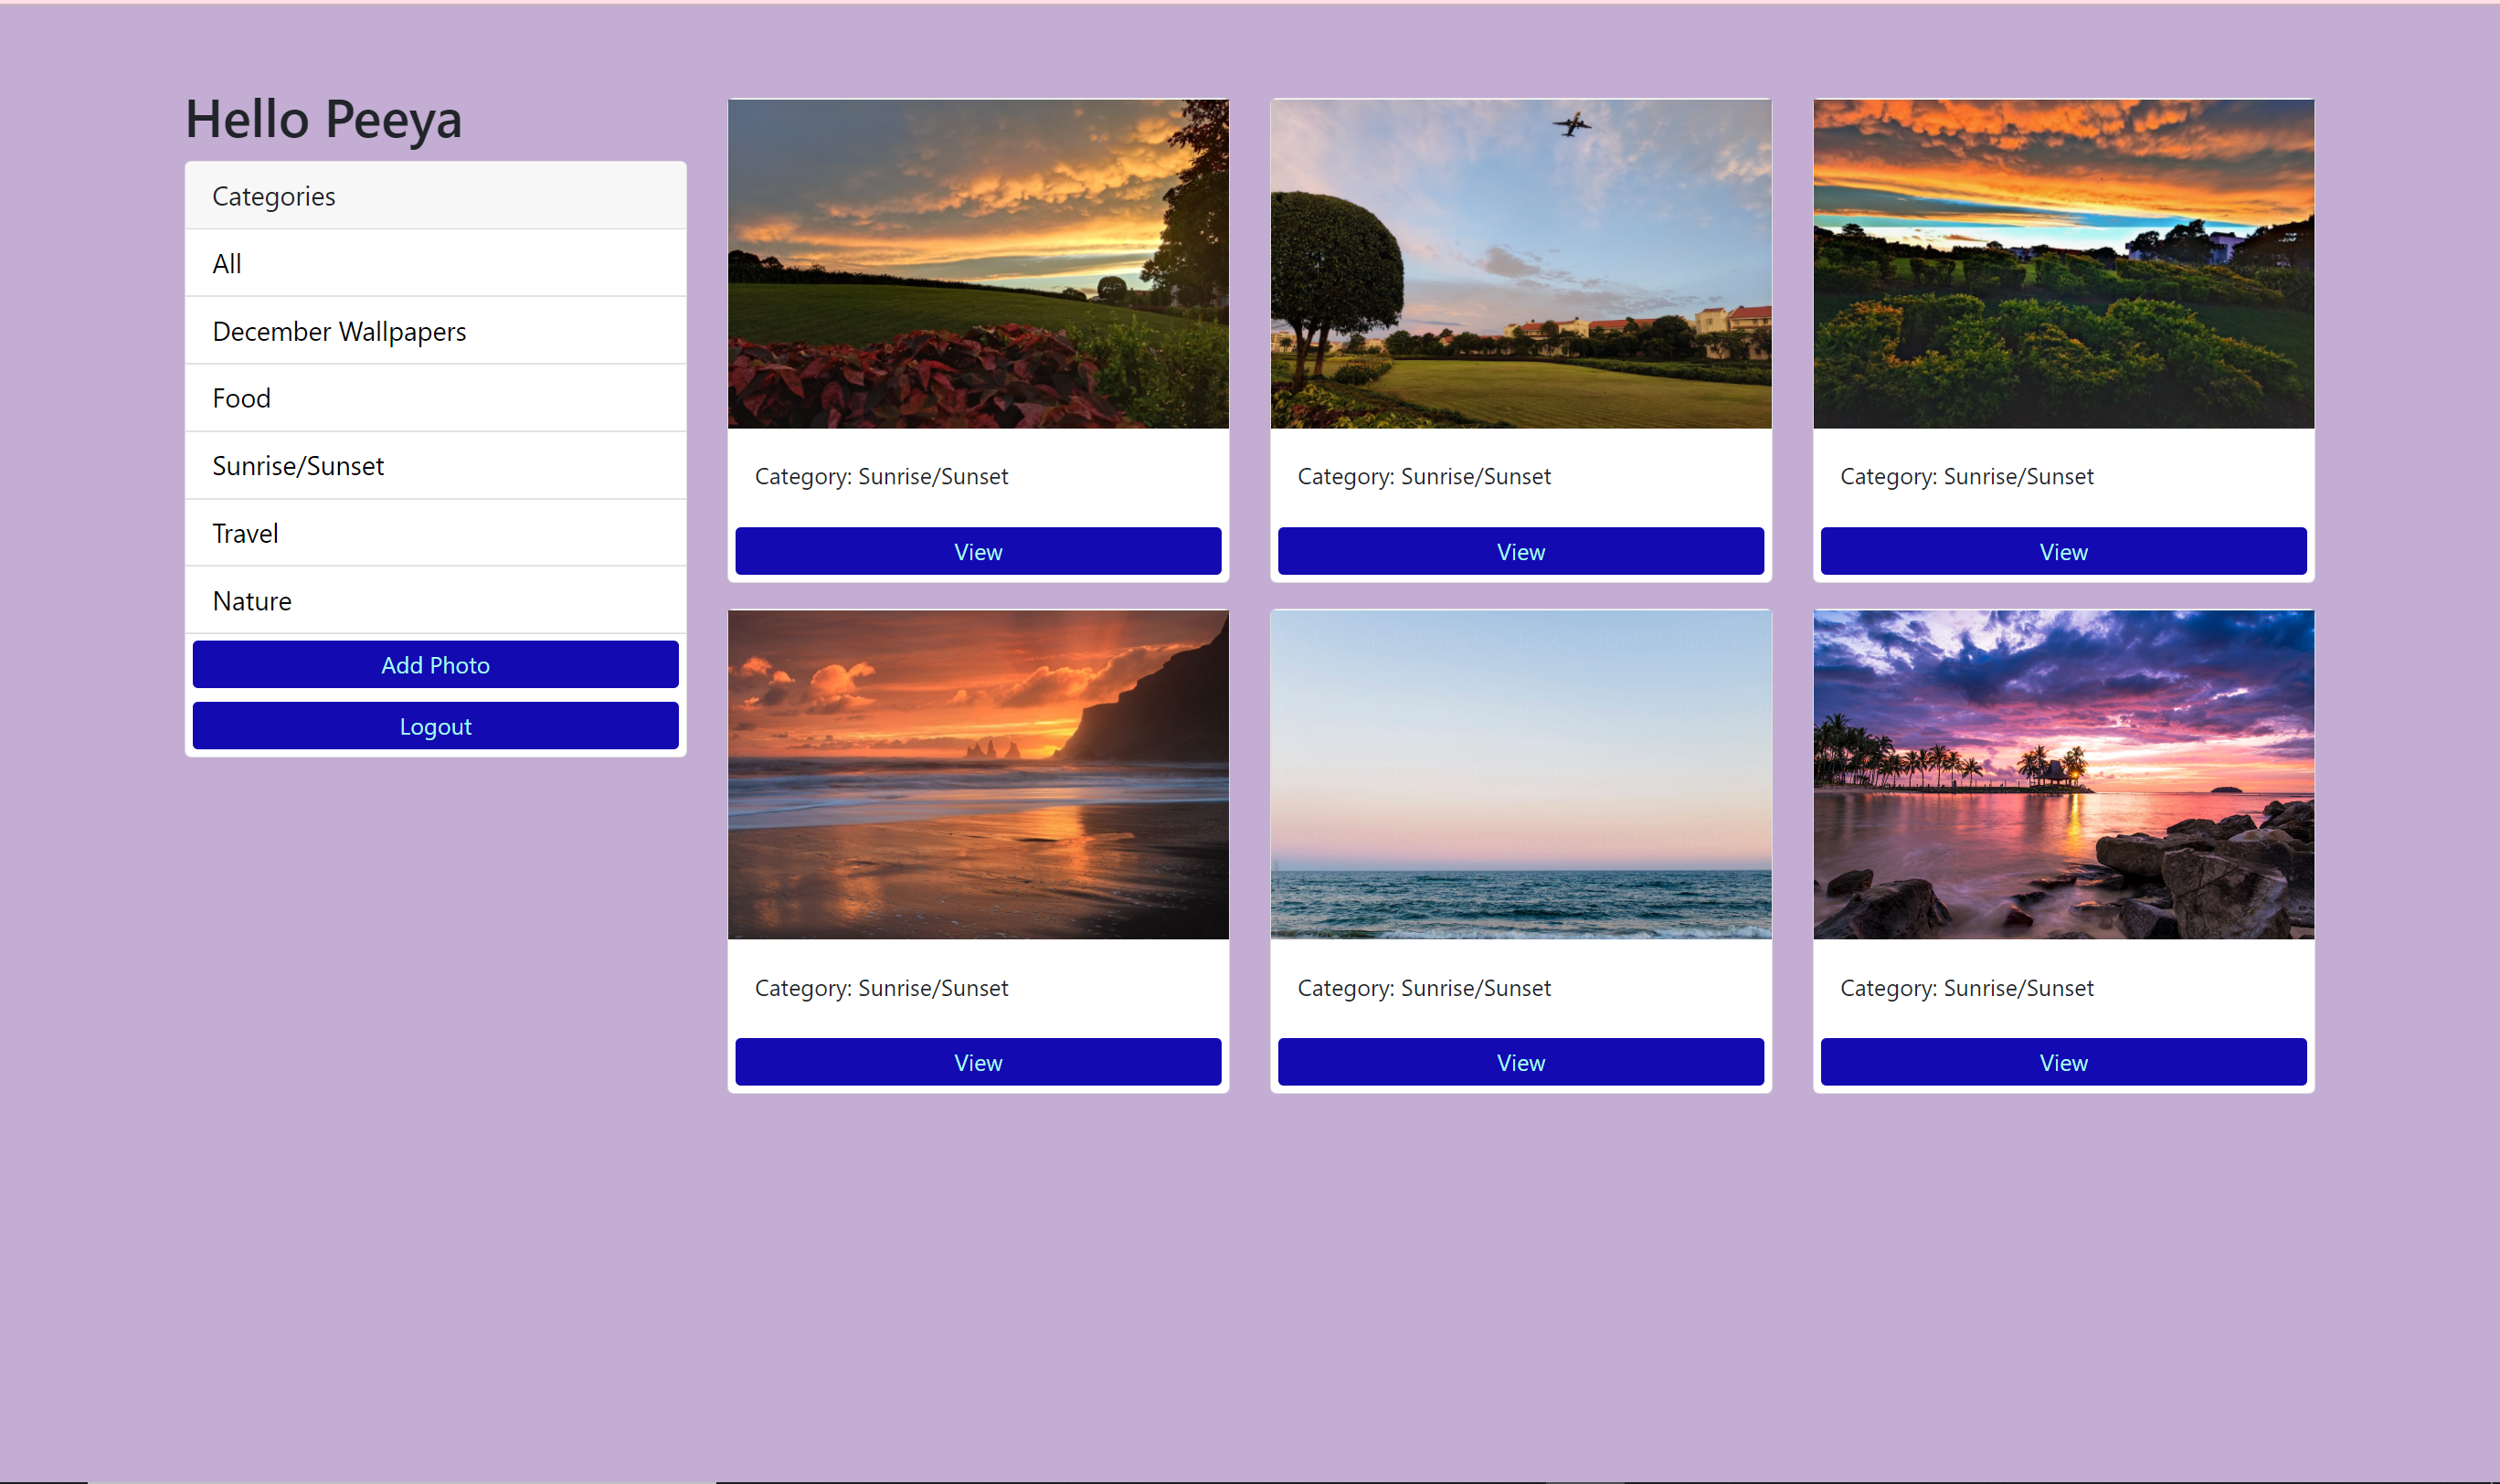 Hello Peeya
Categories
All
December Wallpapers
Food
Sunrise/Sunset
Travel
Nature
Add Photo
Logout
Category: Sunrise/Sunset
View
Category: Sunrise/Sunset
View
Category: Sunrise/Sunset
View
Category: Sunrise/Sunset
View
Category: Sunrise/Sunset
View
Category: Sunrise/Sunset
View